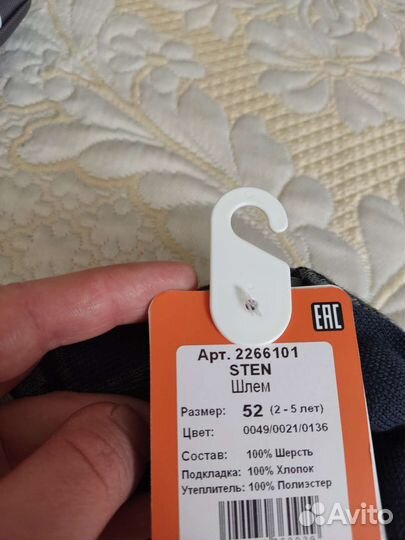 EAC
Арт. 2266101
STEN
Шлем
Размер: 52 (2 - 5 лет)
Цвет: 0049/0021/0136
Состав: 100% Шерсть
Подкладка: 100% Хлопок
Утеплитель: 100% Полиэстер
Avito